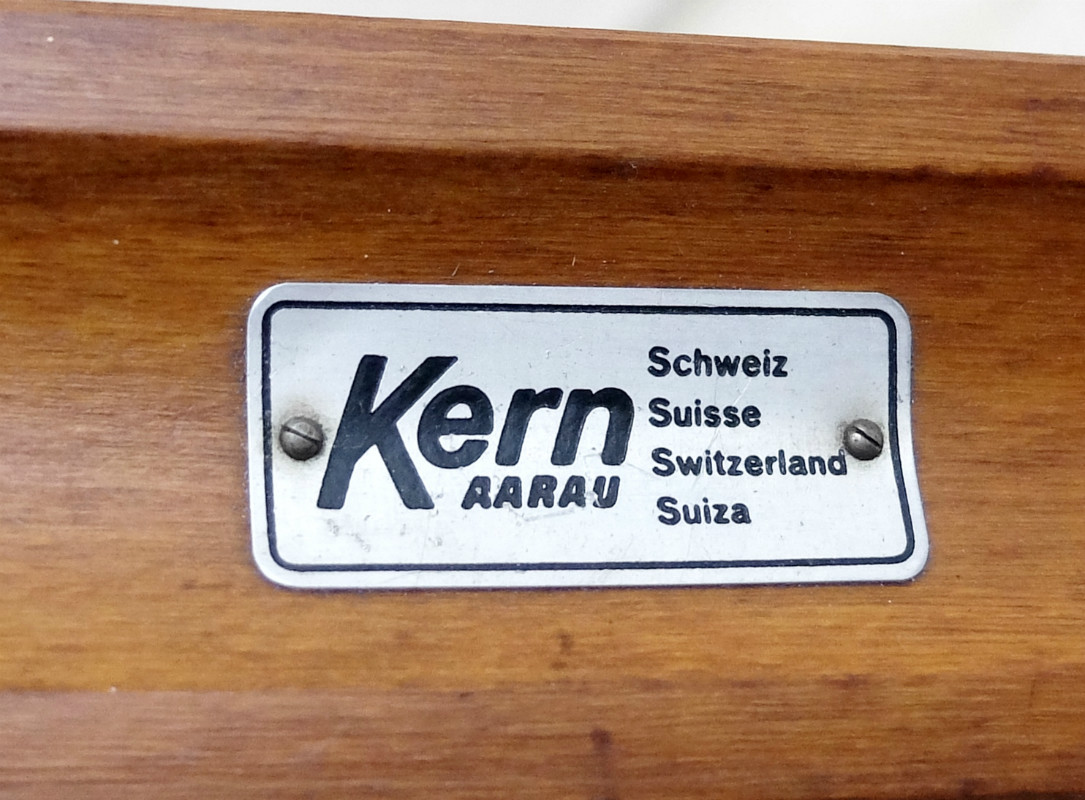 Kern
AARAU
Schweiz
Suisse
Switzerland
Suiza